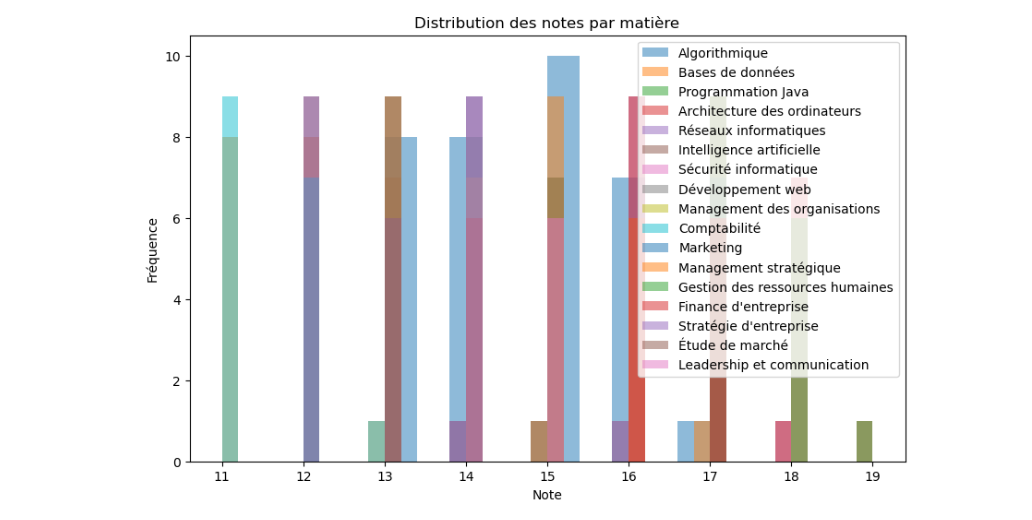 Distribution des notes par matière
Fréquence
10
8
6
4
2
0
Algorithmique
Bases de données
Programmation Java
Architecture des ordinateurs
Réseaux informatiques
Intelligence artificielle
Sécurité informatique
Développement web
Management des organisations
Comptabilité
Marketing
Management stratégique
Gestion des ressources humaines
Finance d'entreprise
Stratégie d'entreprise
Étude de marché
Leadership et communication
11 12 13 14 15 16 17 18 19
Note